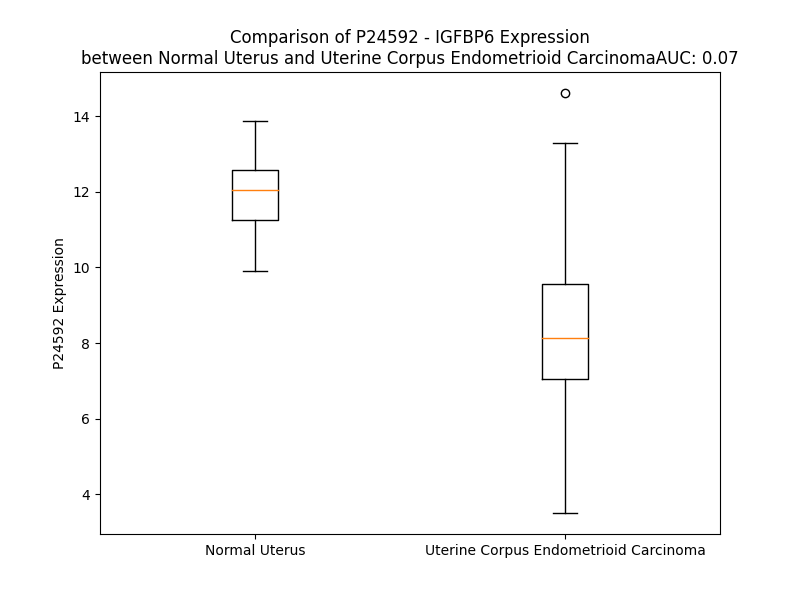 Comparison of P24592 - IGFBP6 Expression
between Normal Uterus and Uterine Corpus Endometrioid CarcinomaAUC: 0.07
14
12
10
8
6
4
P24592 Expression
Normal Uterus
Uterine Corpus Endometrioid Carcinoma